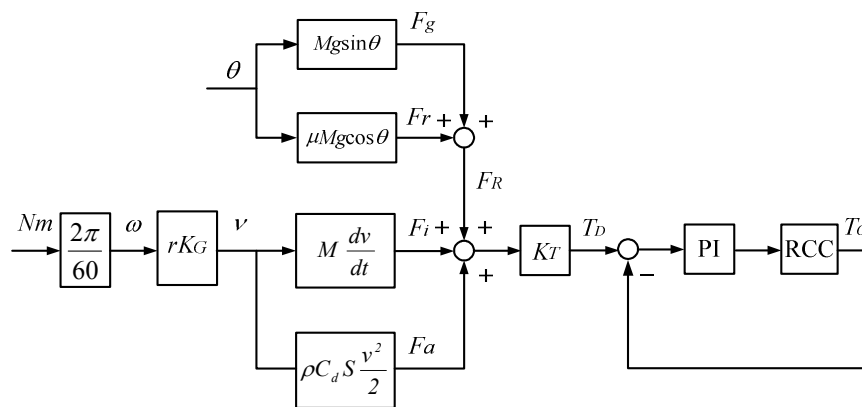 Fg
Mgsinθ
θ
+
Fr +
μMgcosθ
FR
Nm
2π
60
ω
rKG
ν
M dv
dt
Fi +
+
+
KT
TD
−
PI
RCC
ρCd S v²
2
Fa